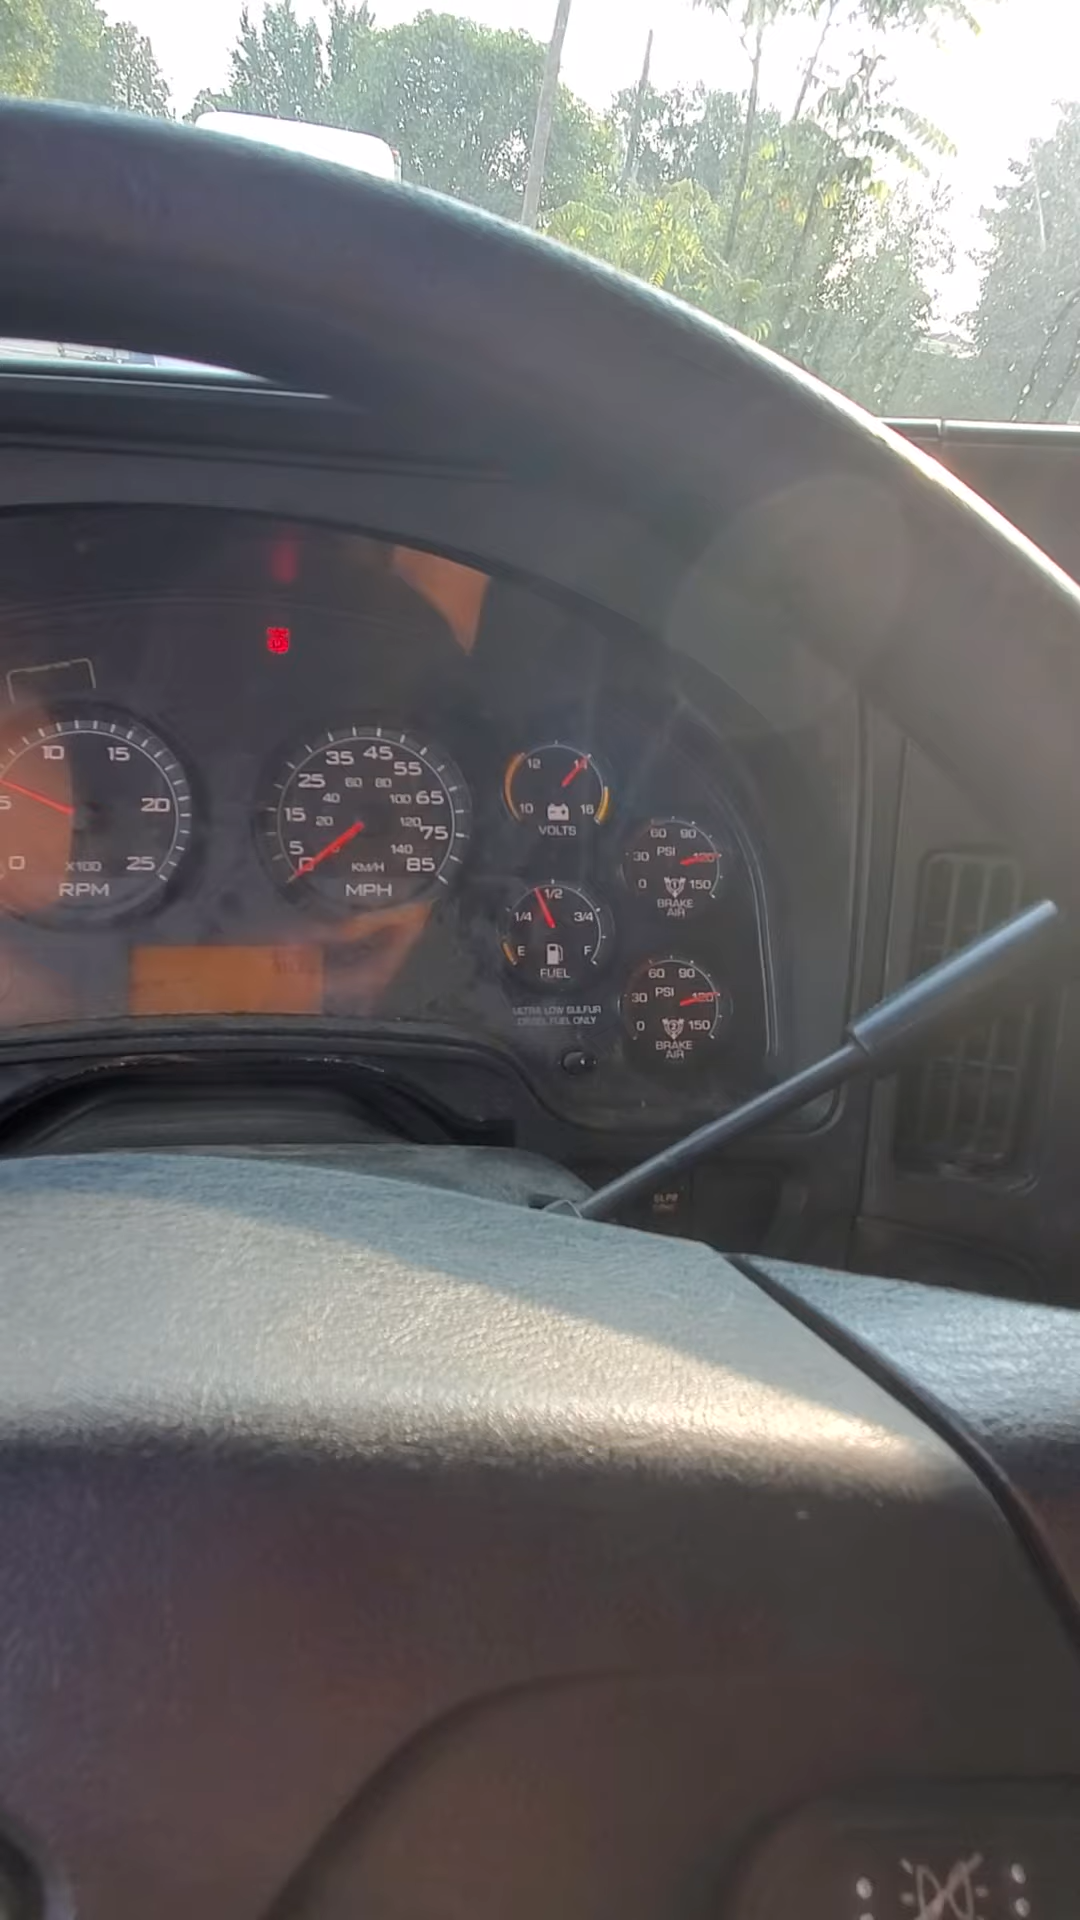 10 15
5 20
0 X100 25
RPM
35 45
25 55
60 80
40 100 65
15 20 120 75
5 140
0 KM/H 85
MPH
12 14
10 16
VOLTS
1/2
1/4 3/4
E F
FUEL
ULTRA LOW SULFUR
DIESEL FUEL ONLY
60 90
30 PSI 120
0 1 150
BRAKE
AIR
60 90
30 PSI 120
0 2 150
BRAKE
AIR